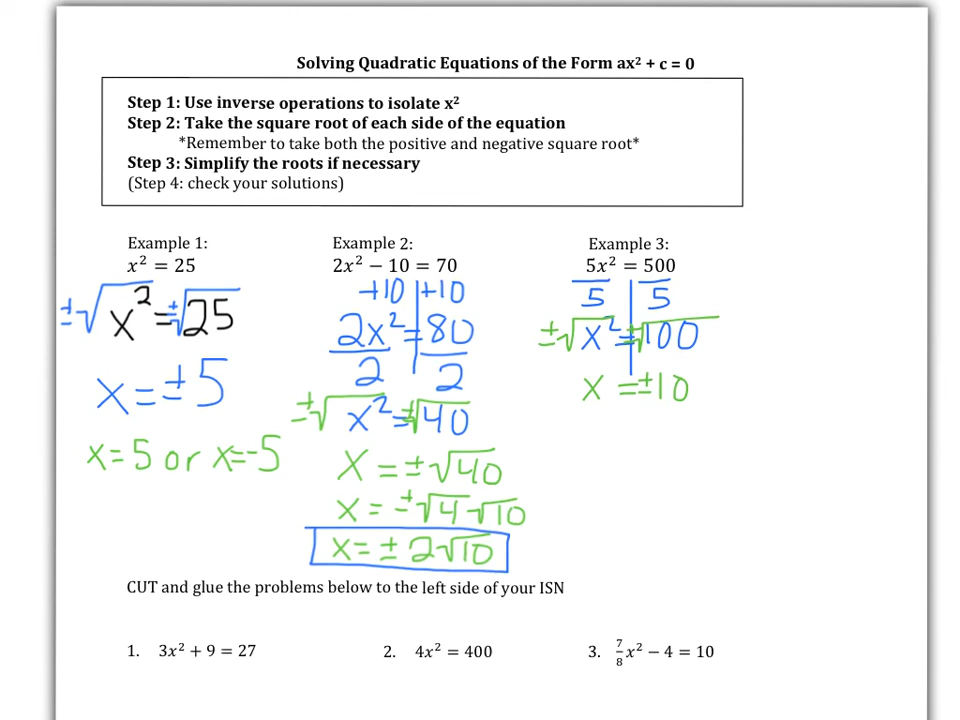 Solving Quadratic Equations of the Form ax² + c = 0
Step 1: Use inverse operations to isolate x²
Step 2: Take the square root of each side of the equation
*Remember to take both the positive and negative square root*
Step 3: Simplify the roots if necessary
(Step 4: check your solutions)
Example 1:
x² = 25
±√x² = ±√25
x = ±5
x = 5 or x = -5
Example 2:
2x² − 10 = 70
+10 | +10
2x² = 80
2 | 2
±√x² = ±√40
x = ±√40
x = ±√4 √10
x = ± 2√10
Example 3:
5x² = 500
5 | 5
±√x² = ±√100
x = ±10
CUT and glue the problems below to the left side of your ISN
1. 3x² + 9 = 27
2. 4x² = 400
3. 7/8 x² − 4 = 10